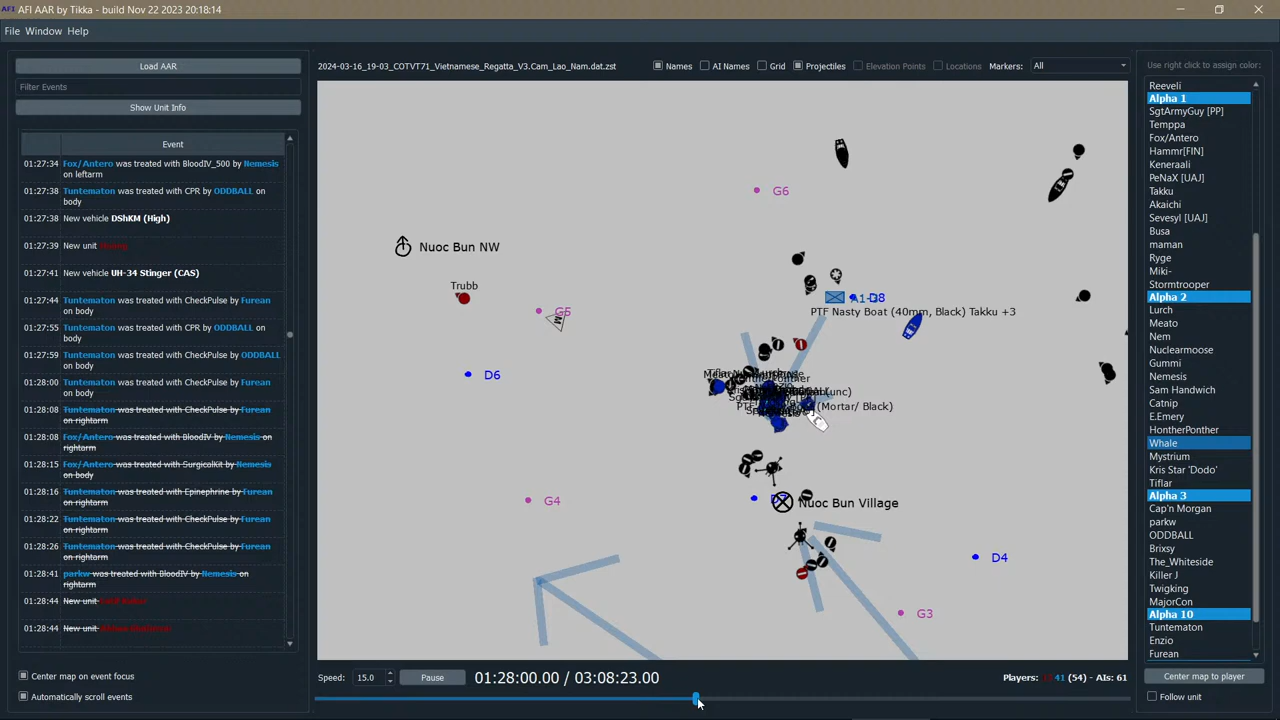 AFI AFI AAR by Tikka - build Nov 22 2023 20:18:14
File Window Help
Load AAR
Filter Events
Show Unit Info
Event
01:27:34 Fox/Antero was treated with BloodIV_500 by Nemesis
on leftarm
01:27:38 Tuntematon was treated with CPR by ODDBALL on
body
01:27:38 New vehicle DShKM (High)
01:27:39 New unit
01:27:41 New vehicle UH-34 Stinger (CAS)
01:27:44 Tuntematon was treated with CheckPulse by Furean
on body
01:27:55 Tuntematon was treated with CPR by ODDBALL on
body
01:27:59 Tuntematon was treated with CheckPulse by ODDBALL
on body
01:28:00 Tuntematon was treated with CheckPulse by Furean
on body
01:28:08 Tuntematon was treated with CheckPulse by Furean
on rightarm
01:28:08 Fox/Antero was treated with BloodIV by Nemesis on
rightarm
01:28:15 Fox/Antero was treated with SurgicalKit by Nemesis
on body
01:28:16 Tuntematon was treated with Epinephrine by Furean
on rightarm
01:28:22 Tuntematon was treated with CheckPulse by Furean
on rightarm
01:28:26 Tuntematon was treated with CheckPulse by Furean
on rightarm
01:28:41 parkw was treated with BloodIV by Nemesis on
rightarm
01:28:44 New unit
01:28:44 New unit
Center map on event focus
Automatically scroll events
2024-03-16_19-03_COTVT71_Vietnamese_Regatta_V3.Cam_Lao_Nam.dat.zst
Names AI Names Grid Projectiles Elevation Points Locations Markers: All
G6
Nuoc Bun NW
Trubb
G5
M
A1- D8
PTF Nasty Boat (40mm, Black) Takku +3
D6
(Mortar/ Black)
G4
Nuoc Bun Village
D4
G3
Speed: 15.0 Pause 01:28:00.00 / 03:08:23.00 Players: 41 (54) - AIs: 61
Use right click to assign color:
Reeveli
Alpha 1
SgtArmyGuy [PP]
Temppa
Fox/Antero
Hammr[FIN]
Keneraali
PeNaX [UAJ]
Takku
Akaichi
Sevesyl [UAJ]
Busa
maman
Ryge
Miki-
Stormtrooper
Alpha 2
Lurch
Meato
Nem
Nuclearmoose
Gummi
Nemesis
Sam Handwich
Catnip
E.Emery
HontherPonther
Whale
Mystrium
Kris Star 'Dodo'
Tiflar
Alpha 3
Cap'n Morgan
parkw
ODDBALL
Brixsy
The_Whiteside
Killer J
Twigking
MajorCon
Alpha 10
Tuntematon
Enzio
Furean
Center map to player
Follow unit